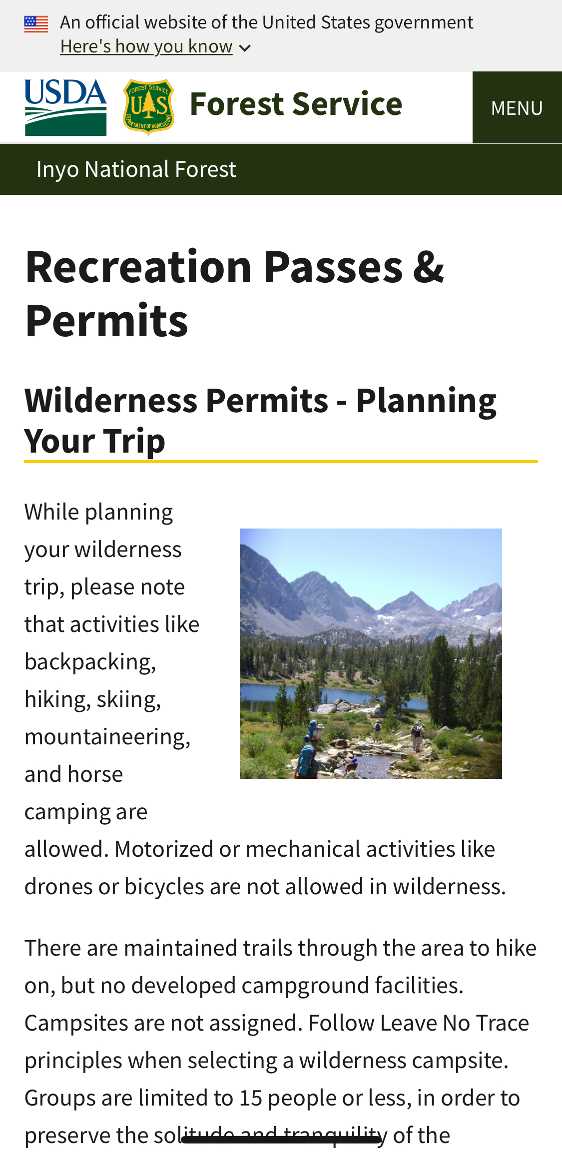 An official website of the United States government
Here's how you know
USDA
FOREST SERVICE
U S
DEPARTMENT OF AGRICULTURE
Forest Service
MENU
Inyo National Forest
Recreation Passes &
Permits
Wilderness Permits - Planning
Your Trip
While planning
your wilderness
trip, please note
that activities like
backpacking,
hiking, skiing,
mountaineering,
and horse
camping are
allowed. Motorized or mechanical activities like
drones or bicycles are not allowed in wilderness.
There are maintained trails through the area to hike
on, but no developed campground facilities.
Campsites are not assigned. Follow Leave No Trace
principles when selecting a wilderness campsite.
Groups are limited to 15 people or less, in order to
preserve the solitude and tranquility of the